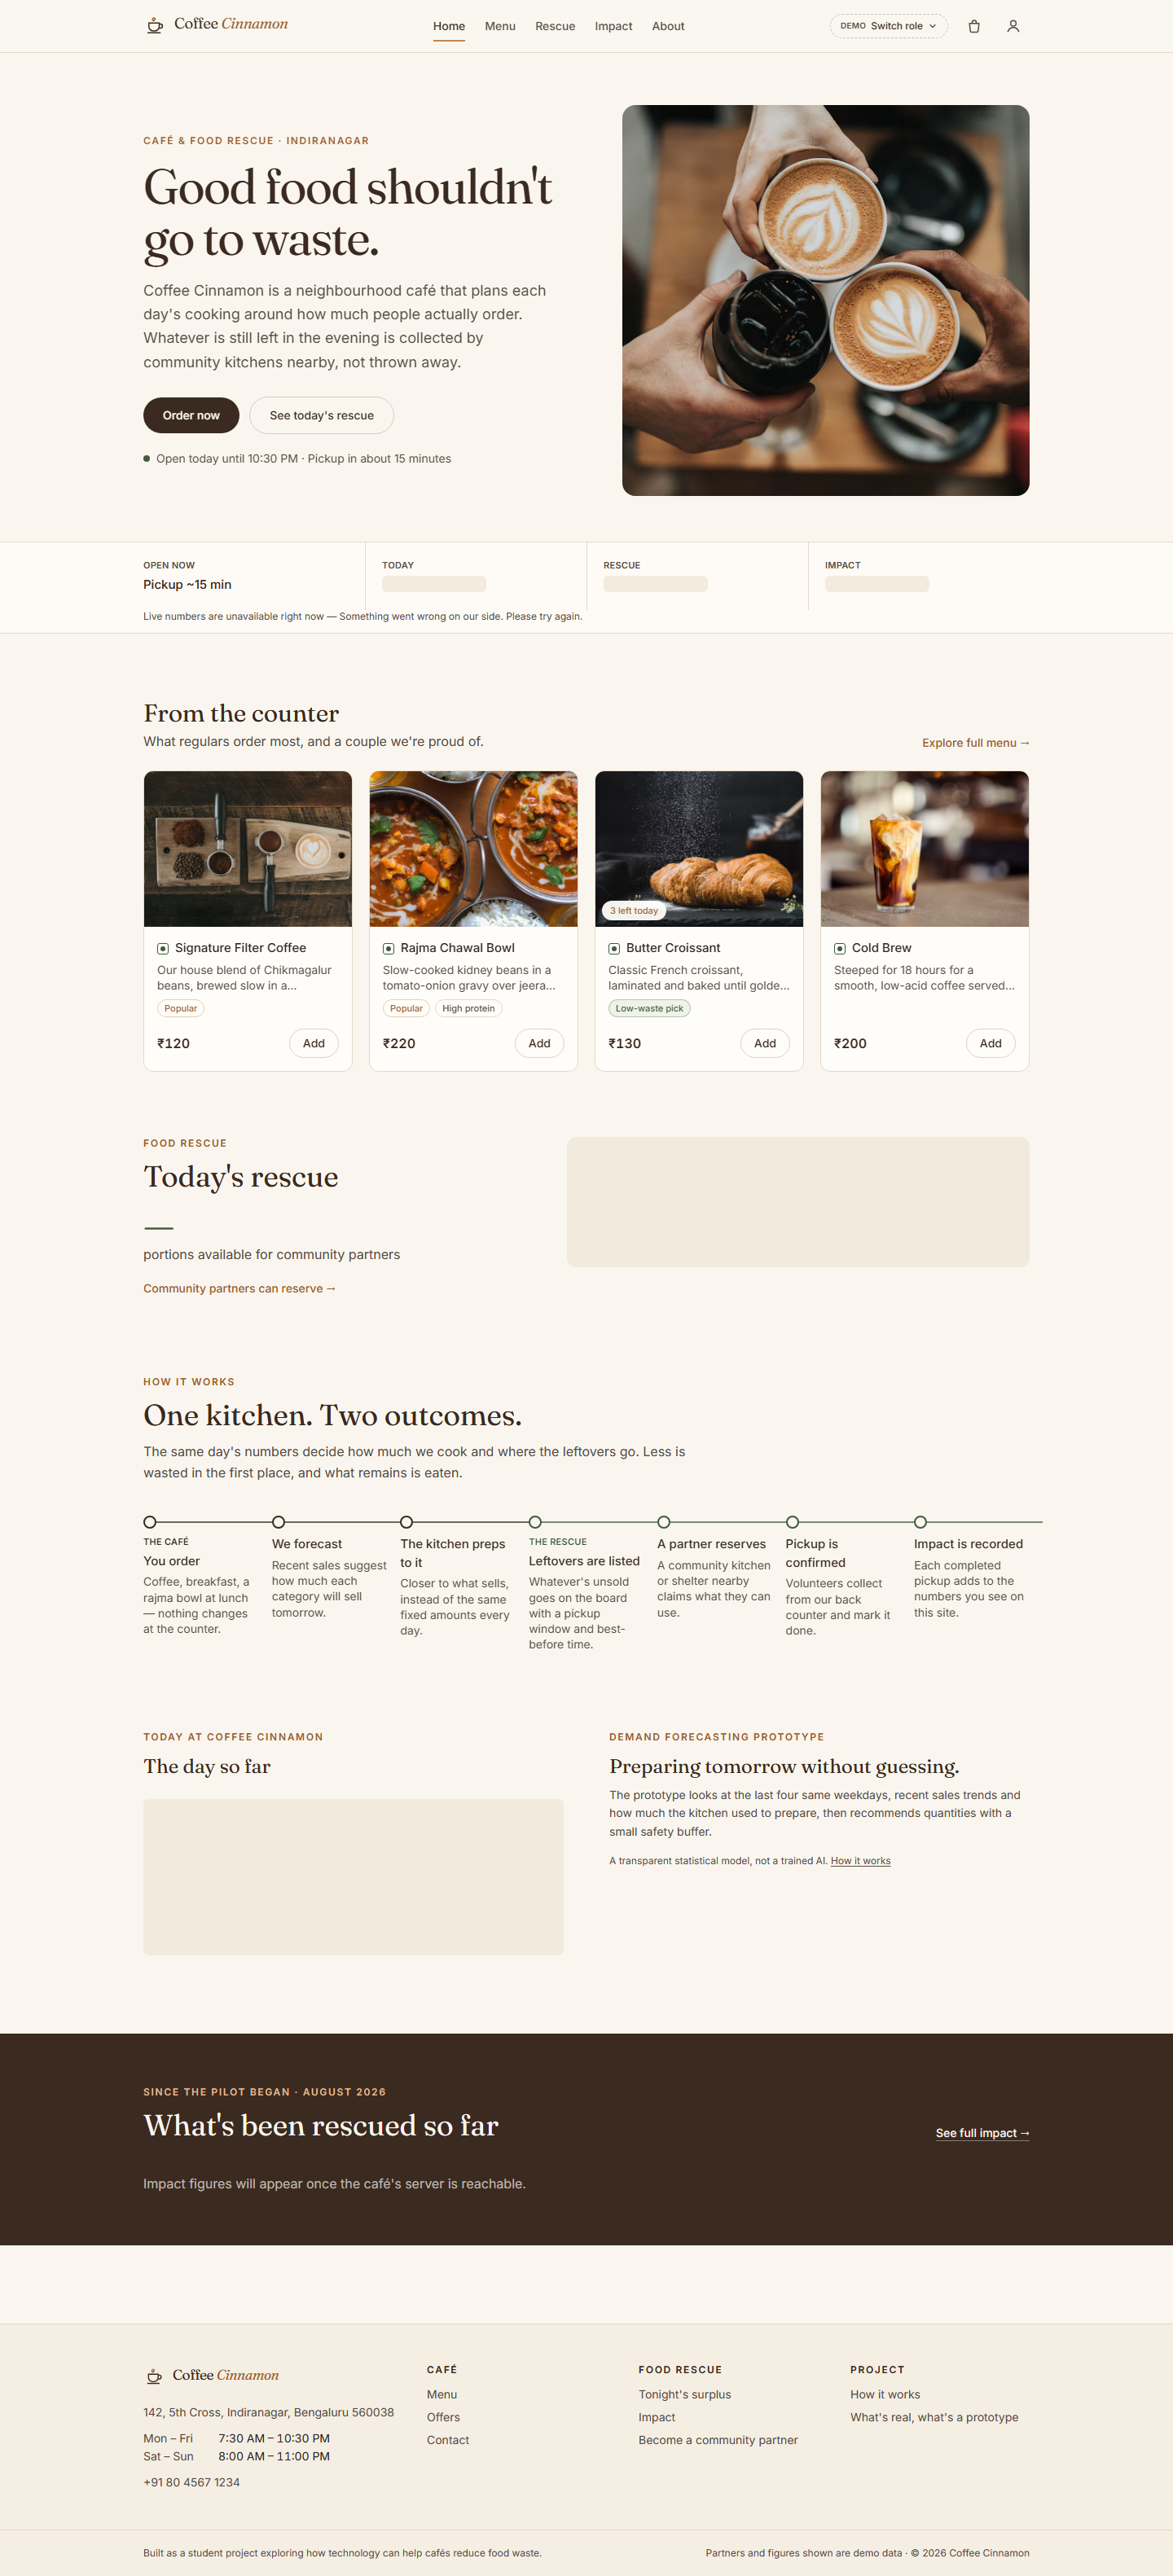 Coffee Cinnamon
Home
Menu
Rescue
Impact
About
DEMO Switch role
CAFÉ & FOOD RESCUE · INDIRANAGAR
Good food shouldn't
go to waste.
Coffee Cinnamon is a neighbourhood café that plans each
day's cooking around how much people actually order.
Whatever is still left in the evening is collected by
community kitchens nearby, not thrown away.
Order now
See today's rescue
Open today until 10:30 PM · Pickup in about 15 minutes
OPEN NOW
Pickup ~15 min
TODAY
RESCUE
IMPACT
Live numbers are unavailable right now — Something went wrong on our side. Please try again.
From the counter
What regulars order most, and a couple we're proud of.
Explore full menu →
Signature Filter Coffee
Our house blend of Chikmagalur
beans, brewed slow in a...
Popular
₹120
Add
Rajma Chawal Bowl
Slow-cooked kidney beans in a
tomato-onion gravy over jeera...
Popular
High protein
₹220
Add
3 left today
Butter Croissant
Classic French croissant,
laminated and baked until golde...
Low-waste pick
₹130
Add
Cold Brew
Steeped for 18 hours for a
smooth, low-acid coffee served...
₹200
Add
FOOD RESCUE
Today's rescue
—
portions available for community partners
Community partners can reserve →
HOW IT WORKS
One kitchen. Two outcomes.
The same day's numbers decide how much we cook and where the leftovers go. Less is
wasted in the first place, and what remains is eaten.
THE CAFÉ
You order
Coffee, breakfast, a
rajma bowl at lunch
— nothing changes
at the counter.
We forecast
Recent sales suggest
how much each
category will sell
tomorrow.
The kitchen preps
to it
Closer to what sells,
instead of the same
fixed amounts every
day.
THE RESCUE
Leftovers are listed
Whatever's unsold
goes on the board
with a pickup
window and best-
before time.
A partner reserves
A community kitchen
or shelter nearby
claims what they can
use.
Pickup is
confirmed
Volunteers collect
from our back
counter and mark it
done.
Impact is recorded
Each completed
pickup adds to the
numbers you see on
this site.
TODAY AT COFFEE CINNAMON
The day so far
DEMAND FORECASTING PROTOTYPE
Preparing tomorrow without guessing.
The prototype looks at the last four same weekdays, recent sales trends and
how much the kitchen used to prepare, then recommends quantities with a
small safety buffer.
A transparent statistical model, not a trained AI. How it works
SINCE THE PILOT BEGAN · AUGUST 2026
What's been rescued so far
See full impact →
Impact figures will appear once the café's server is reachable.
Coffee Cinnamon
142, 5th Cross, Indiranagar, Bengaluru 560038
Mon – Fri 7:30 AM – 10:30 PM
Sat – Sun 8:00 AM – 11:00 PM
+91 80 4567 1234
CAFÉ
Menu
Offers
Contact
FOOD RESCUE
Tonight's surplus
Impact
Become a community partner
PROJECT
How it works
What's real, what's a prototype
Built as a student project exploring how technology can help cafés reduce food waste.
Partners and figures shown are demo data · © 2026 Coffee Cinnamon